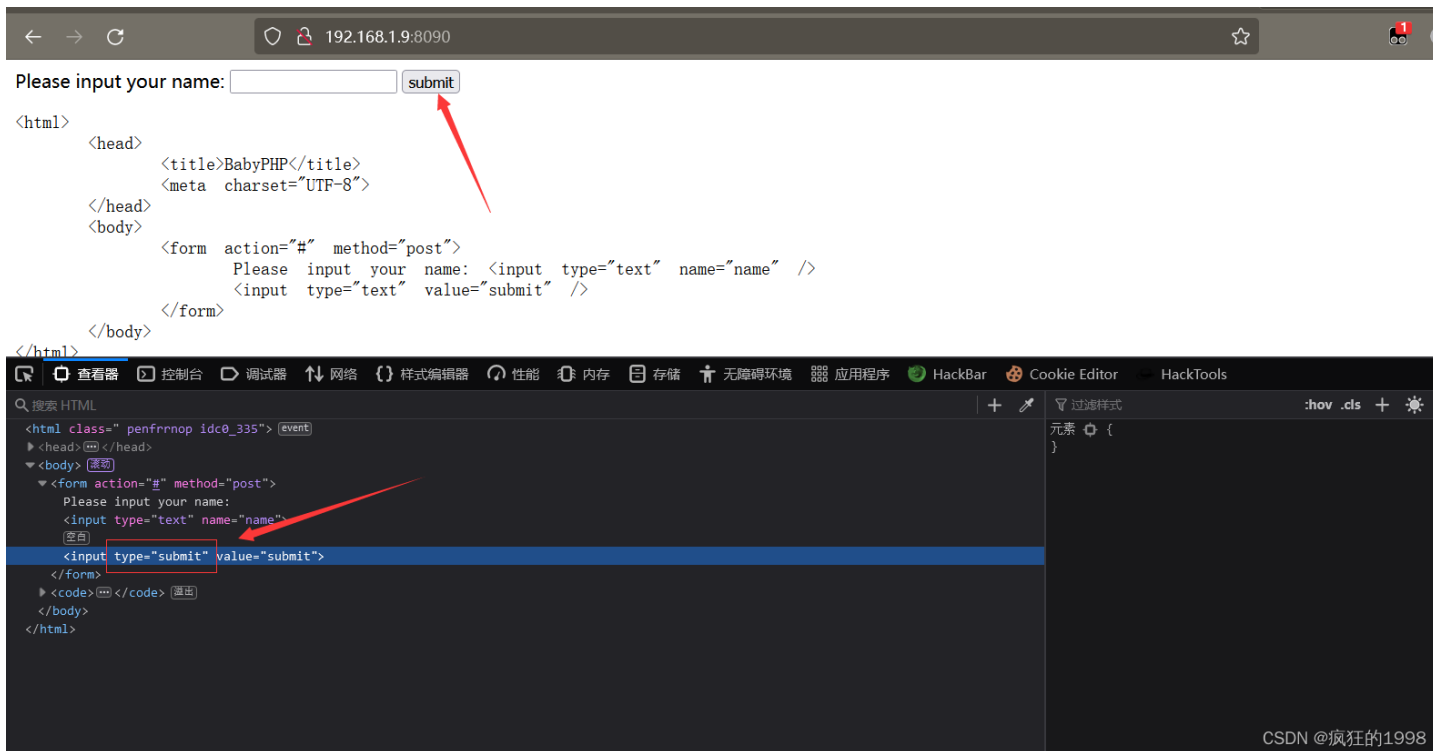 192.168.1.9:8090
1
Please input your name: submit
<html>
<head>
<title>BabyPHP</title>
<meta charset="UTF-8">
</head>
<body>
<form action="#" method="post">
Please input your name: <input type="text" name="name" />
<input type="text" value="submit" />
</form>
</body>
</html>
查看器 控制台 调试器 网络 {} 样式编辑器 性能 内存 存储 无障碍环境 应用程序 HackBar Cookie Editor HackTools
搜索 HTML + 过滤样式 :hov .cls +
<html class=" penfrrnop idc0_335"> event
<head> ••• </head>
<body> 滚动
<form action="#" method="post">
Please input your name:
<input type="text" name="name">
空白
<input type="submit" value="submit">
</form>
<code> ••• </code> 溢出
</body>
</html>
元素 {
}
CSDN @疯狂的1998